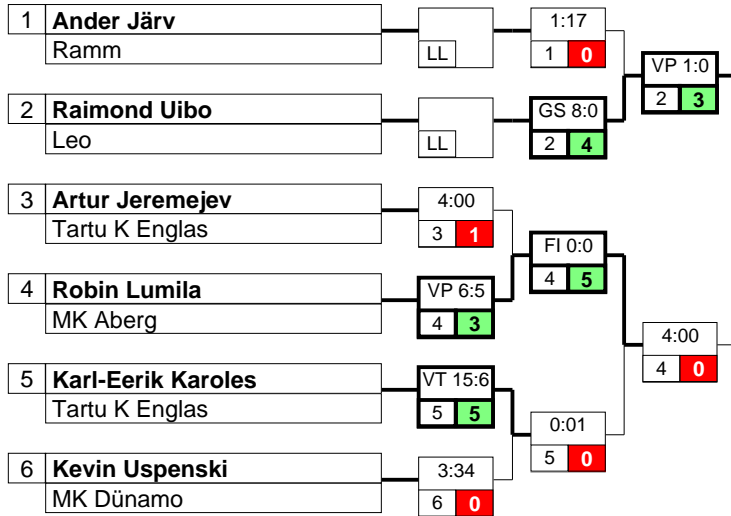 1 Ander Järv
Ramm
LL
1:17
1 0
VP 1:0
2 3
2 Raimond Uibo
Leo
LL
GS 8:0
2 4
3 Artur Jeremejev
Tartu K Englas
4:00
3 1
FI 0:0
4 5
4 Robin Lumila
MK Aberg
VP 6:5
4 3
4:00
4 0
5 Karl-Eerik Karoles
Tartu K Englas
VT 15:6
5 5
0:01
5 0
6 Kevin Uspenski
MK Dünamo
3:34
6 0